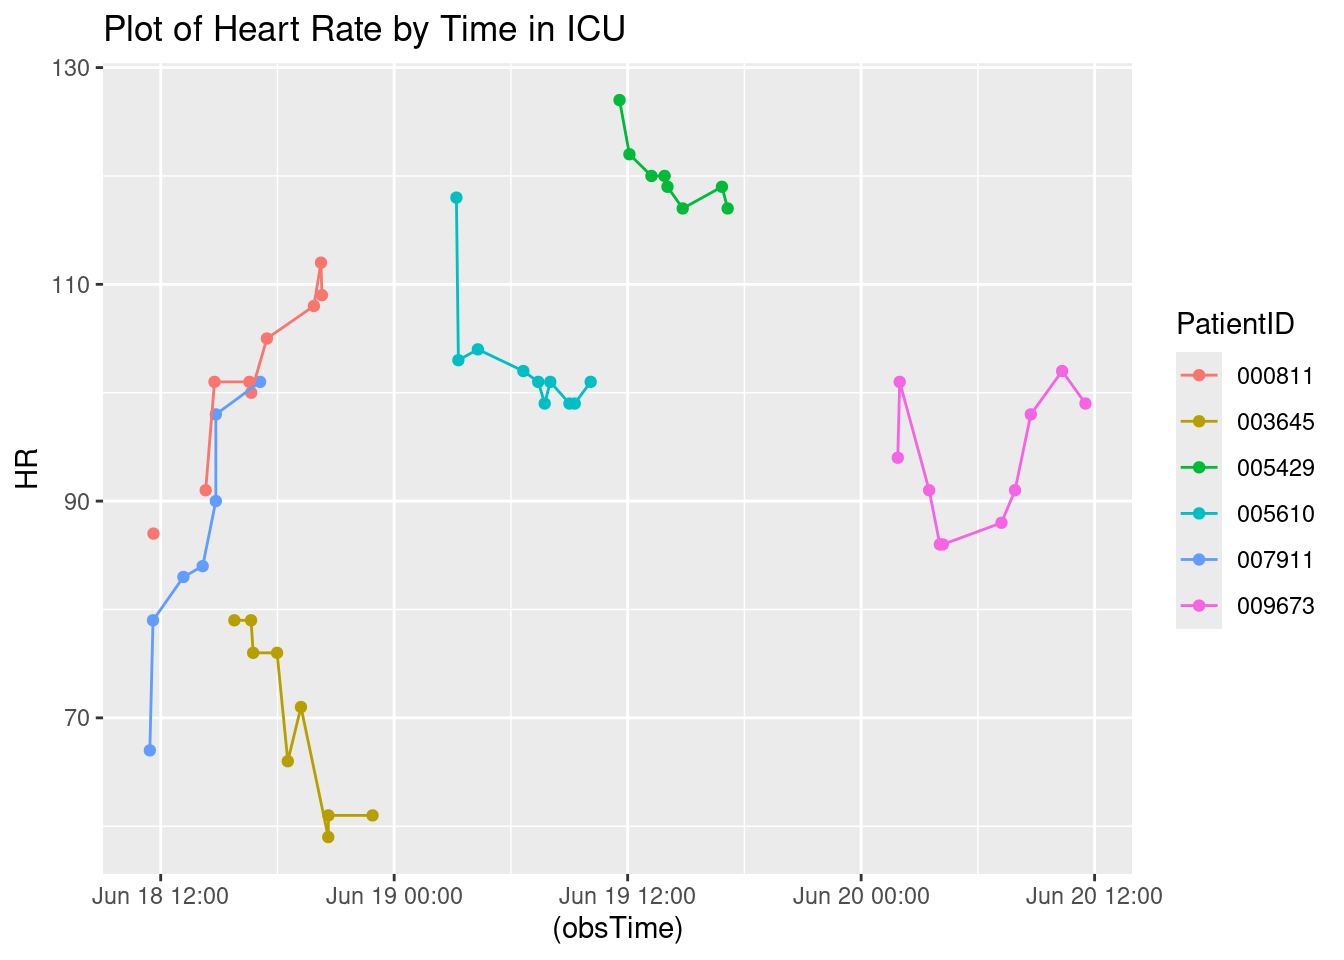 Plot of Heart Rate by Time in ICU
130
110
90
70
HR
Jun 18 12:00
Jun 19 00:00
Jun 19 12:00
Jun 20 00:00
Jun 20 12:00
(obsTime)
PatientID
000811
003645
005429
005610
007911
009673